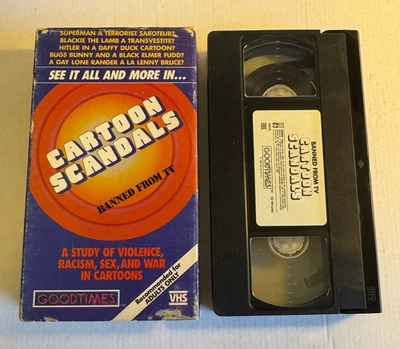 SUPERMAN A TERRORIST SABOTEUR?
BLACKIE THE LAMB A TRANSVESTITE?
HITLER IN A DAFFY DUCK CARTOON?
BUGS BUNNY AND A BLACK ELMER FUDD?
A GAY LONE RANGER A LA LENNY BRUCE?
SEE IT ALL AND MORE IN...
CARTOON
SCANDALS
BANNED FROM TV
A STUDY OF VIOLENCE,
RACISM, SEX, AND WAR
IN CARTOONS
GOODTIMES
Recommended for
ADULTS ONLY
VHS
BANNED FROM TV
CARTOON
SCANDALS
GOODTIMES